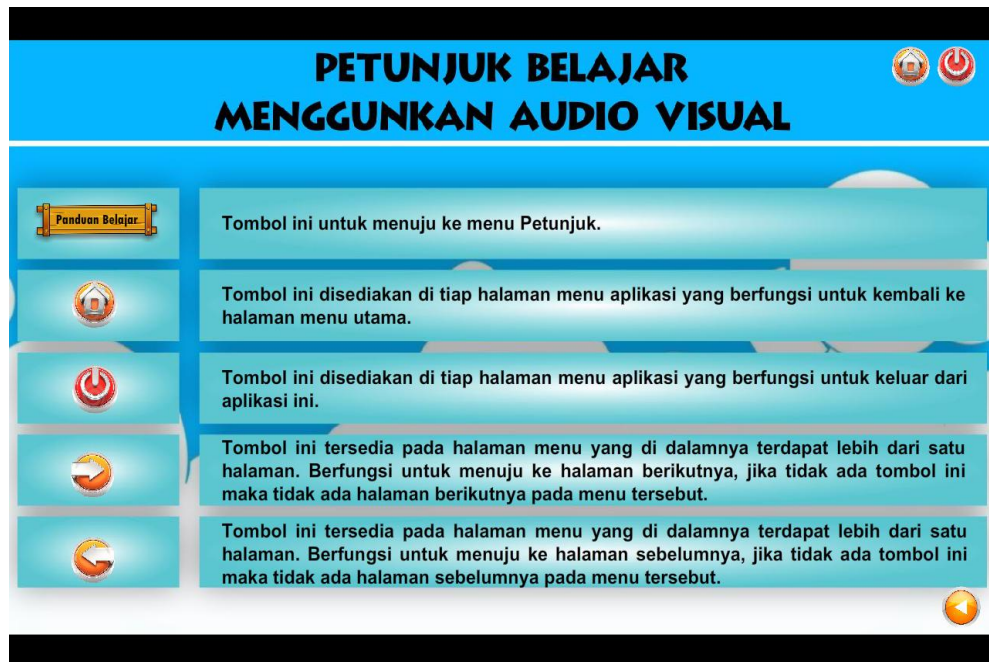 PETUNJUK BELAJAR
MENGGUNKAN AUDIO VISUAL
Panduan Belajar
Tombol ini untuk menuju ke menu Petunjuk.
Tombol ini disediakan di tiap halaman menu aplikasi yang berfungsi untuk kembali ke
halaman menu utama.
Tombol ini disediakan di tiap halaman menu aplikasi yang berfungsi untuk keluar dari
aplikasi ini.
Tombol ini tersedia pada halaman menu yang di dalamnya terdapat lebih dari satu
halaman. Berfungsi untuk menuju ke halaman berikutnya, jika tidak ada tombol ini
maka tidak ada halaman berikutnya pada menu tersebut.
Tombol ini tersedia pada halaman menu yang di dalamnya terdapat lebih dari satu
halaman. Berfungsi untuk menuju ke halaman sebelumnya, jika tidak ada tombol ini
maka tidak ada halaman sebelumnya pada menu tersebut.